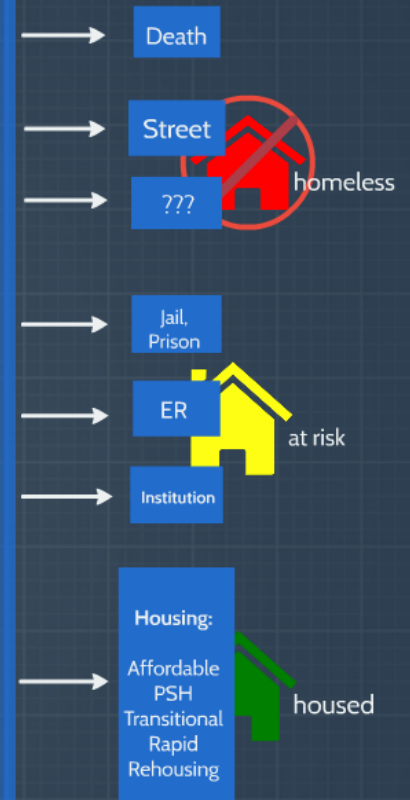 Death
Street
homeless
???
Jail,
Prison
ER
at risk
Institution
Housing:
Affordable
PSH
Transitional
Rapid
Rehousing
housed